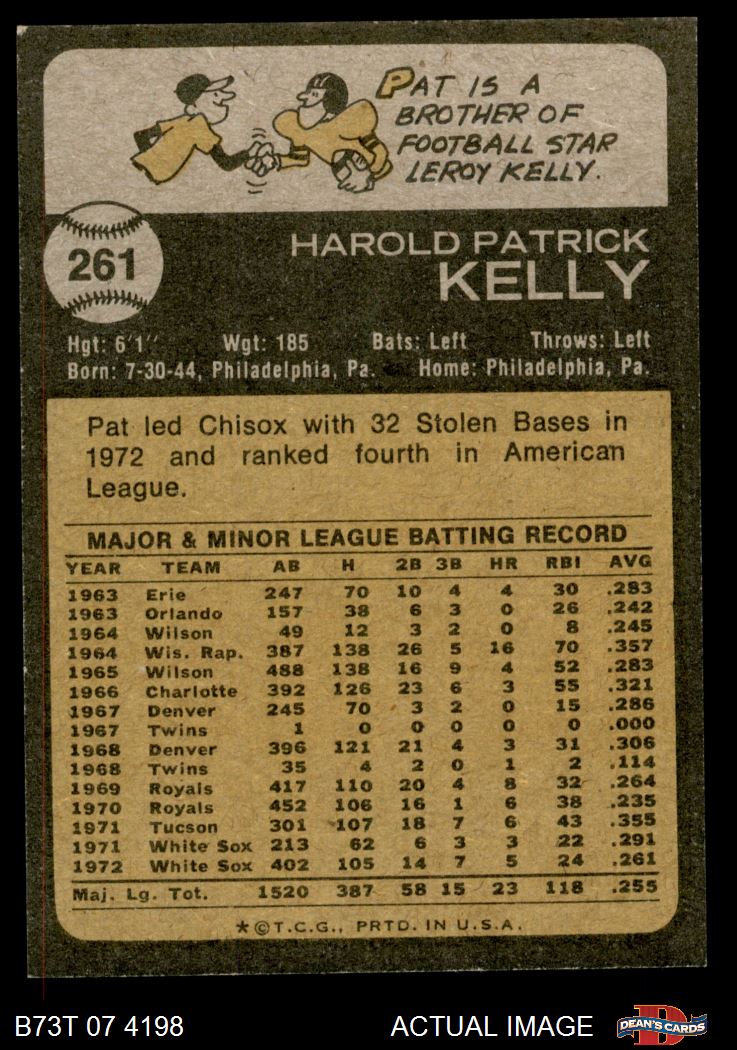 PAT IS A
BROTHER OF
FOOTBALL STAR
LEROY KELLY.
261
HAROLD PATRICK
KELLY
Hgt: 6'1" Wgt: 185 Bats: Left Throws: Left
Born: 7-30-44, Philadelphia, Pa. Home: Philadelphia, Pa.
Pat led Chisox with 32 Stolen Bases in
1972 and ranked fourth in American
League.
MAJOR & MINOR LEAGUE BATTING RECORD
YEAR TEAM AB H 2B 3B HR RBI AVG
1963 Erie 247 70 10 4 4 30 .283
1963 Orlando 157 38 6 3 0 26 .242
1964 Wilson 49 12 3 2 0 8 .245
1964 Wis. Rap. 387 138 26 5 16 70 .357
1965 Wilson 488 138 16 9 4 52 .283
1966 Charlotte 392 126 23 6 3 55 .321
1967 Denver 245 70 3 2 0 15 .286
1967 Twins 1 0 0 0 0 0 .000
1968 Denver 396 121 21 4 3 31 .306
1968 Twins 35 4 2 0 1 2 .114
1969 Royals 417 110 20 4 8 32 .264
1970 Royals 452 106 16 1 6 38 .235
1971 Tucson 301 107 18 7 6 43 .355
1971 White Sox 213 62 6 3 3 22 .291
1972 White Sox 402 105 14 7 5 24 .261
Maj. Lg. Tot. 1520 387 58 15 23 118 .255
*©T.C.G., PRTD. IN U.S.A.
B73T 07 4198 ACTUAL IMAGE
D
DEAN'S CARDS